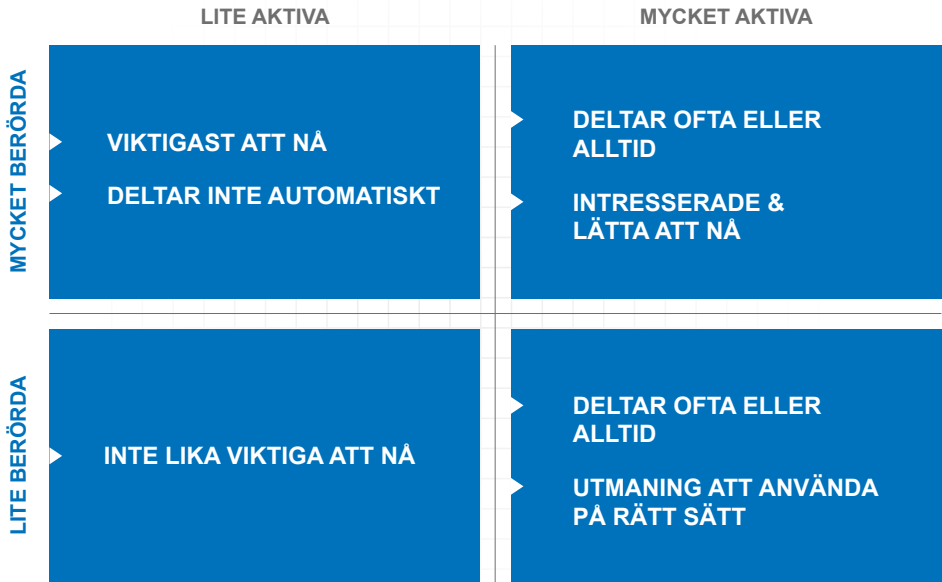 LITE AKTIVA
MYCKET AKTIVA
MYCKET BERÖRDA
VIKTIGAST ATT NÅ
DELTAR INTE AUTOMATISKT
DELTAR OFTA ELLER
ALLTID
INTRESSERADE &
LÄTTA ATT NÅ
LITE BERÖRDA
INTE LIKA VIKTIGA ATT NÅ
DELTAR OFTA ELLER
ALLTID
UTMANING ATT ANVÄNDA
PÅ RÄTT SÄTT